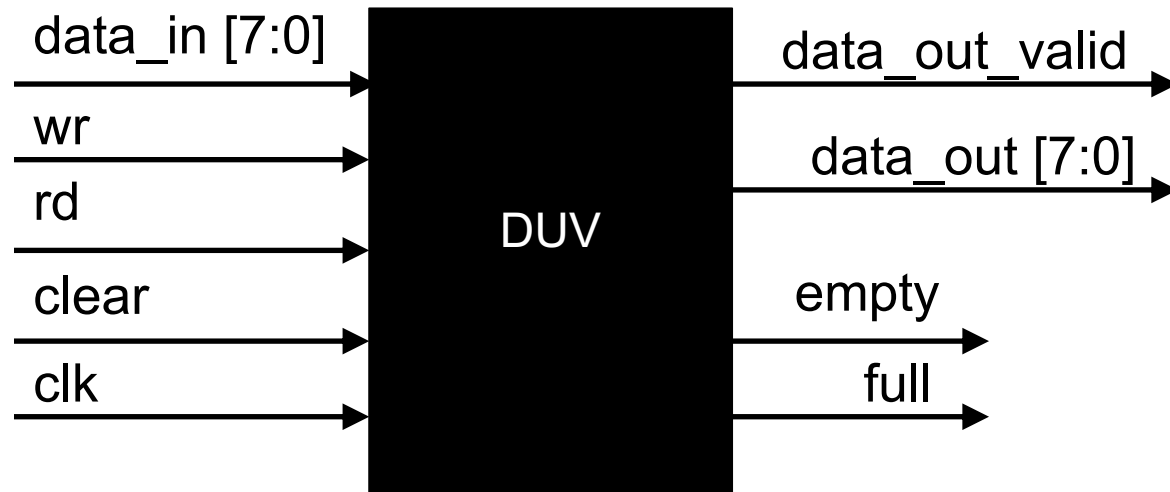 data_in [7:0]
wr
rd
clear
clk
DUV
data_out_valid
data_out [7:0]
empty
full